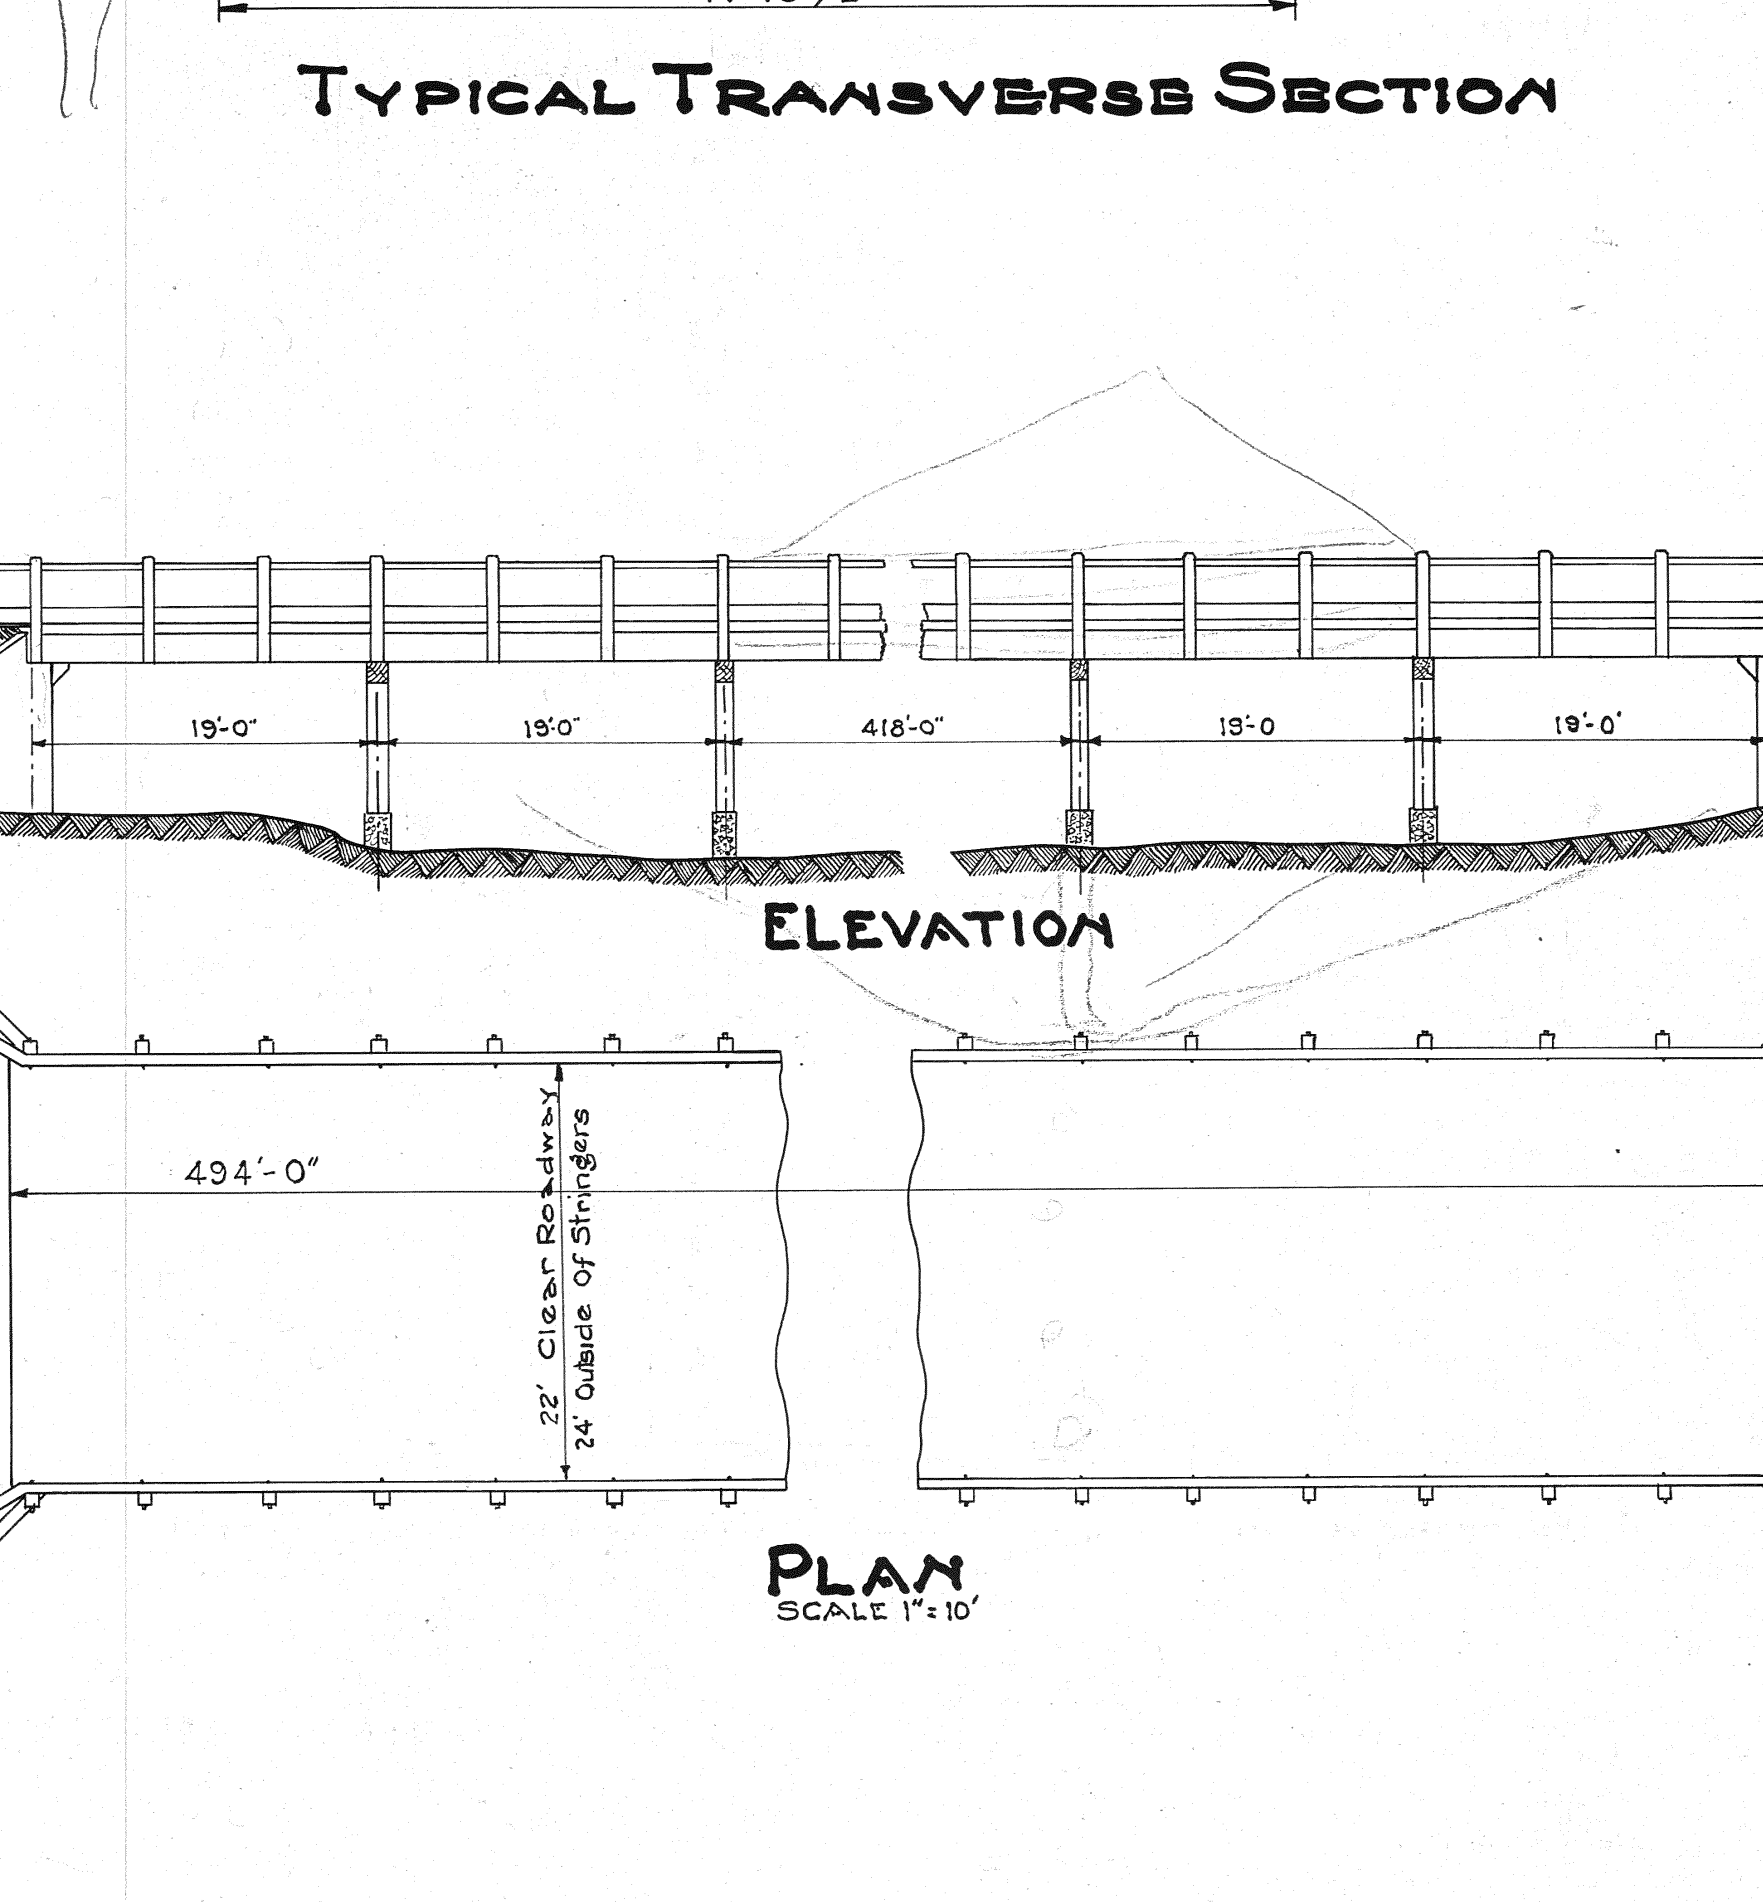 TYPICAL TRANSVERSE SECTION
19'-0"
19'-0"
418'-0"
19'-0
19'-0'
ELEVATION
494'-0"
22' Clear Roadway
24' Outside Of Stringers
PLAN
SCALE 1"=10'